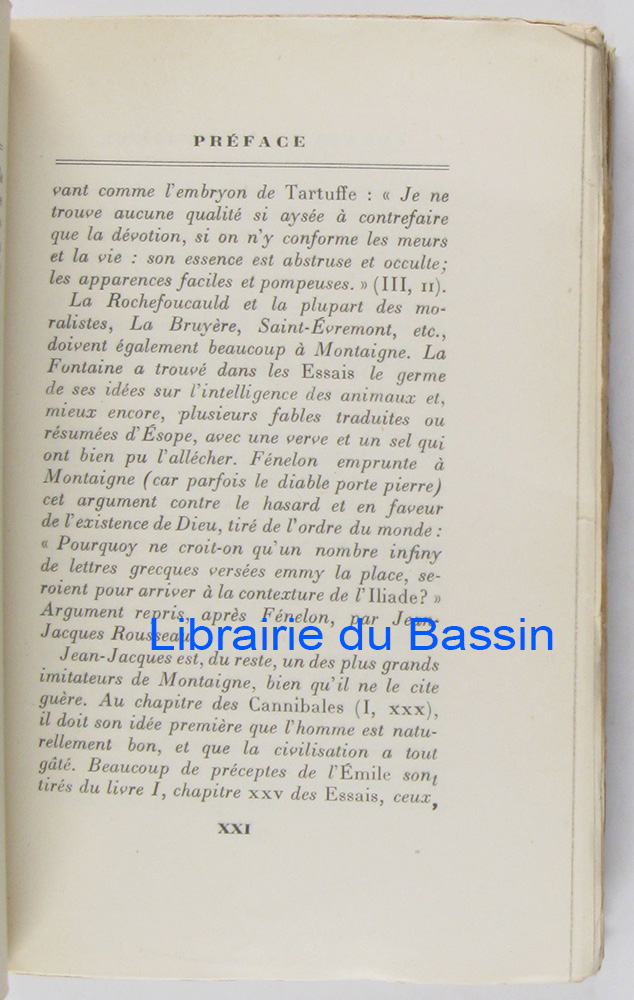 PRÉFACE
vant comme l'embryon de Tartuffe : « Je ne
trouve aucune qualité si aysée à contrefaire
que la dévotion, si on n'y conforme les meurs
et la vie : son essence est abstruse et occulte;
les apparences faciles et pompeuses. » (III, II).
La Rochefoucauld et la plupart des mo-
ralistes, La Bruyère, Saint-Évremont, etc.,
doivent également beaucoup à Montaigne. La
Fontaine a trouvé dans les Essais le germe
de ses idées sur l'intelligence des animaux et,
mieux encore, plusieurs fables traduites ou
résumées d'Ésope, avec une verve et un sel qui
ont bien pu l'allécher. Fénelon emprunte à
Montaigne (car parfois le diable porte pierre)
cet argument contre le hasard et en faveur
de l'existence de Dieu, tiré de l'ordre du monde :
« Pourquoy ne croit-on qu'un nombre infiny
de lettres grecques versées emmy la place, se-
roient pour arriver à la contexture de l'Iliade? »
Argument repris, après Fénelon, par Jean-
Jacques Rousseau
Librairie du Bassin
Jean-Jacques est, du reste, un des plus grands
imitateurs de Montaigne, bien qu'il ne le cite
guère. Au chapitre des Cannibales (I, XXX),
il doit son idée première que l'homme est natu-
rellement bon, et que la civilisation a tout
gâté. Beaucoup de préceptes de l'Émile sont
tirés du livre I, chapitre XXV des Essais, ceux,
XXI